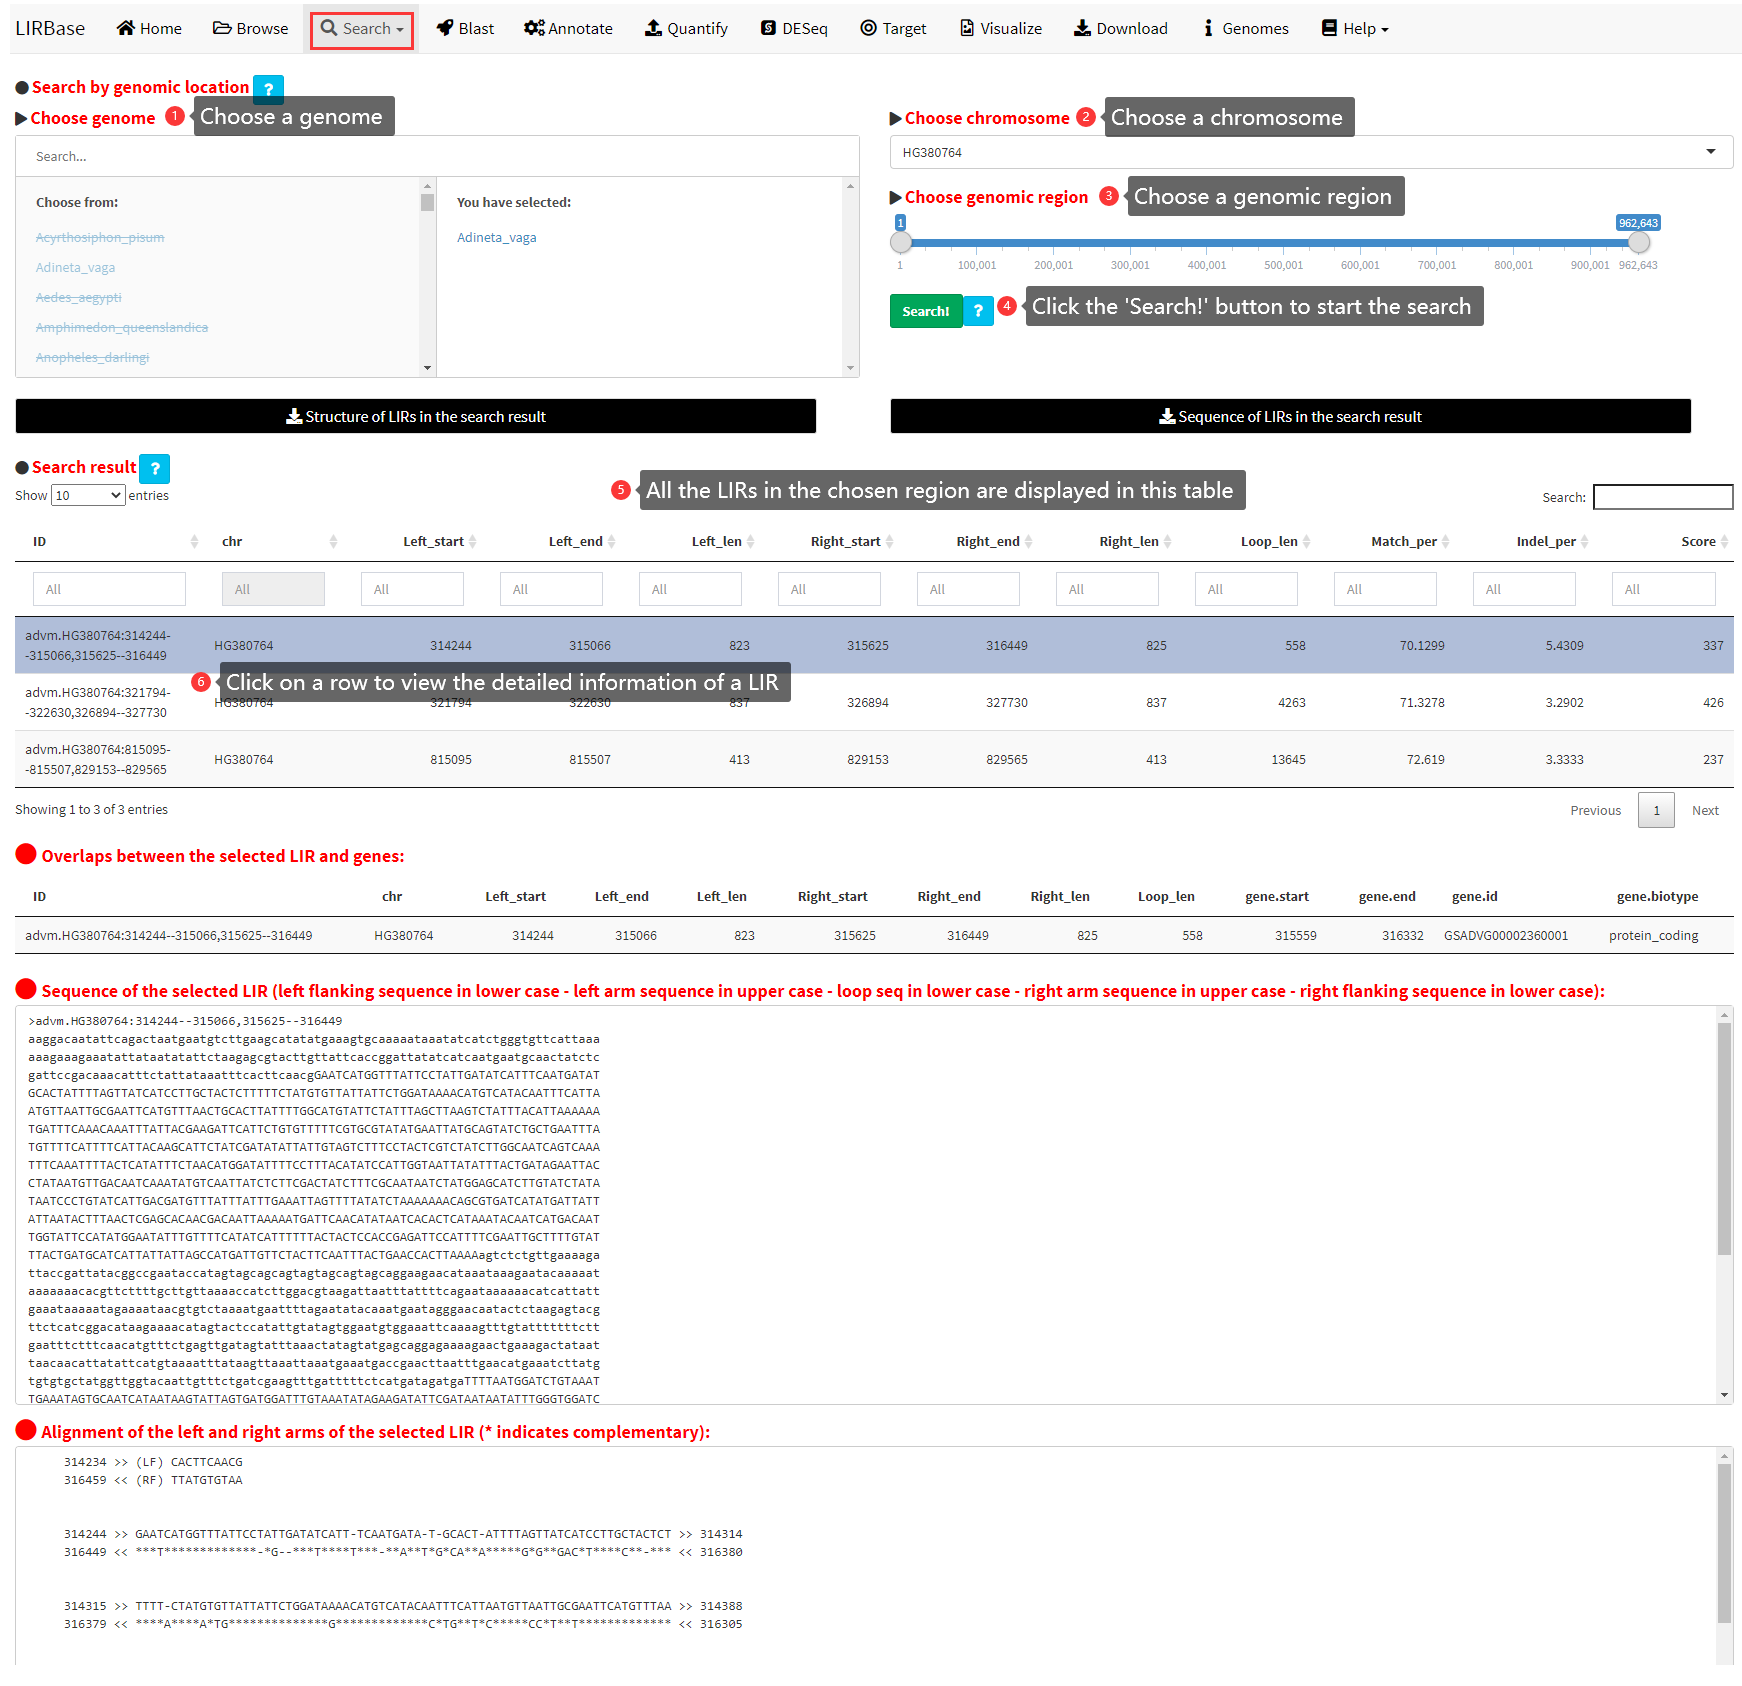 LIRBase Home Browse Search Blast Annotate Quantify DESeq Target Visualize Download Genomes Help
Search by genomic location ?
Choose genome 1 Choose a genome
Search...
Choose from:
Acyrthosiphon_pisum
Adineta_vaga
Aedes_aegypti
Amphimedon_queenslandica
Anopheles_darlingi
You have selected:
Adineta_vaga
Choose chromosome 2 Choose a chromosome
HG380764
Choose genomic region 3 Choose a genomic region
1 962,643
1 100,001 200,001 300,001 400,001 500,001 600,001 700,001 800,001 900,001 962,643
Search! ? 4 Click the 'Search!' button to start the search
Structure of LIRs in the search result
Sequence of LIRs in the search result
Search result ?
Show 10 entries
5 All the LIRs in the chosen region are displayed in this table
Search:
ID chr Left_start Left_end Left_len Right_start Right_end Right_len Loop_len Match_per Indel_per Score
All All All All All All All All All All All All
advm.HG380764:314244-
-315066,315625--316449 HG380764 314244 315066 823 315625 316449 825 558 70.1299 5.4309 337
6 Click on a row to view the detailed information of a LIR
advm.HG380764:321794-
-322630,326894--327730 HG380764 321794 322630 837 326894 327730 837 4263 71.3278 3.2902 426
advm.HG380764:815095-
-815507,829153--829565 HG380764 815095 815507 413 829153 829565 413 13645 72.619 3.3333 237
Showing 1 to 3 of 3 entries
Previous 1 Next
Overlaps between the selected LIR and genes:
ID chr Left_start Left_end Left_len Right_start Right_end Right_len Loop_len gene.start gene.end gene.id gene.biotype
advm.HG380764:314244--315066,315625--316449 HG380764 314244 315066 823 315625 316449 825 558 315559 316332 GSADVG00002360001 protein_coding
Sequence of the selected LIR (left flanking sequence in lower case - left arm sequence in upper case - loop seq in lower case - right arm sequence in upper case - right flanking sequence in lower case):
>advm.HG380764:314244--315066,315625--316449
aaggacaatattcagactaatgaatgtcttgaagcatatatgaaagtgcaaaaataaatatcatctgggtgttcattaaa
aaagaaagaaatattataatatattctaagagcgtacttgttattcaccggattatatcatcaatgaatgcaactatctc
gattccgacaaacatttctattataaatttcacttcaacgGAATCATGGTTTATTCCTATTGATATCATTTCAATGATAT
GCACTATTTTAGTTATCATCCTTGCTACTCTTTTTCTATGTGTTATTATTCTGGATAAAACATGTCATACAATTTCATTA
ATGTTAATTGCGAATTCATGTTTAACTGCACTTATTTTGGCATGTATTCTATTTAGCTTAAGTCTATTTACATTAAAAAA
TGATTTCAAACAAATTTATTACGAAGATTCATTCTGTGTTTTTCGTGCGTATATGAATTATGCAGTATCTGCTGAATTTA
TGTTTTCATTTTCATTACAAGCATTCTATCGATATATTATTGTAGTCTTTCCTACTCGTCTATCTTGGCAATCAGTCAAA
TTTCAAATTTTACTCATATTTCTAACATGGATATTTTCCTTTACATATCCATTGGTAATTATATTTACTGATAGAATTAC
CTATAATGTTGACAATCAAATATGTCAATTATCTCTTCGACTATCTTTCGCAATAATCTATGGAGCATCTTGTATCTATA
TAATCCCTGTATCATTGACGATGTTTATTTATTTGAAATTAGTTTTATATCTAAAAAAACAGCGTGATCATATGATTATT
ATTAATACTTTAACTCGAGCACAACGACAATTAAAAATGATTCAACATATAATCACACTCATAAATACAATCATGACAAT
TGGTATTCCATATGGAATATTTGTTTTCATATCATTTTTTACTACTCCACCGAGATTCCATTTTCGAATTGCTTTTGTAT
TTACTGATGCATCATTATTATTAGCCATGATTGTTCTACTTCAATTTACTGAACCACTTAAAAagtctctgttgaaaaga
ttaccgattatacggccgaataccatagtagcagcagtagtagcagtagcaggaagaacataaataaagaatacaaaaat
aaaaaaacacgttcttttgcttgttaaaaccatcttggacgtaagattaatttattttcagaataaaaaacatcattatt
gaaataaaaatagaaaataacgtgtctaaaatgaattttagaatatacaaatgaatagggaacaatactctaagagtacg
ttctcatcggacataagaaaacatagtactccatattgtatagtggaatgtggaaattcaaaagtttgtatttttttctt
gaatttctttcaacatgtttctgagttgatagtatttaaactatagtatgagcaggagaaaagaactgaaagactataat
taacaacattatattcatgtaaaatttataagttaaattaaatgaaatgaccgaacttaatttgaacatgaaatcttatg
tgtgtgctatggttggtacaattgtttctgatcgaagtttgatttttctcatgatagatgaTTTTAATGGATCTGTAAAT
TGAAATAGTGCAATCATAATAAGTATTAGTGATGGATTTGTAAATATAGAAGATATTCGATAATAATATTTGGGTGGATC
Alignment of the left and right arms of the selected LIR (* indicates complementary):
314234 >> (LF) CACTTCAACG
316459 << (RF) TTATGTGTAA
314244 >> GAATCATGGTTTATTCCTATTGATATCATT-TCAATGATA-T-GCACT-ATTTTAGTTATCATCCTTGCTACTCT >> 314314
316449 << ***T*************-*G--***T****T***-**A**T*G*CA**A*****G*G**GAC*T****C**-*** << 316380
314315 >> TTTT-CTATGTGTTATTATTCTGGATAAAACATGTCATACAATTTCATTAATGTTAATTGCGAATTCATGTTTAA >> 314388
316379 << ****A****A*TG**************G*************C*TG**T*C*****CC*T**T************* << 316305